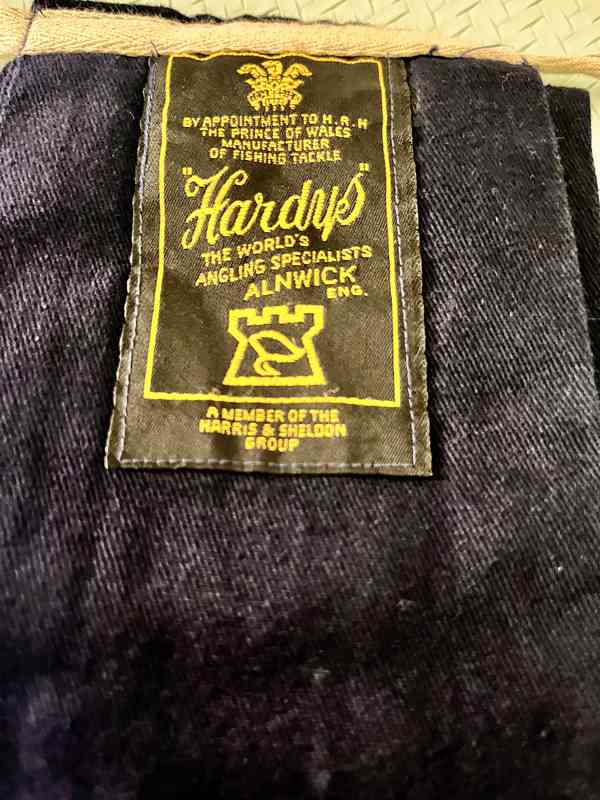 BY APPOINTMENT TO H.R.H
THE PRINCE OF WALES
MANUFACTURER
OF FISHING TACKLE
"Hardys"
THE WORLD'S
ANGLING SPECIALISTS
ALNWICK
ENG.
A MEMBER OF THE
HARRIS & SHELDON
GROUP